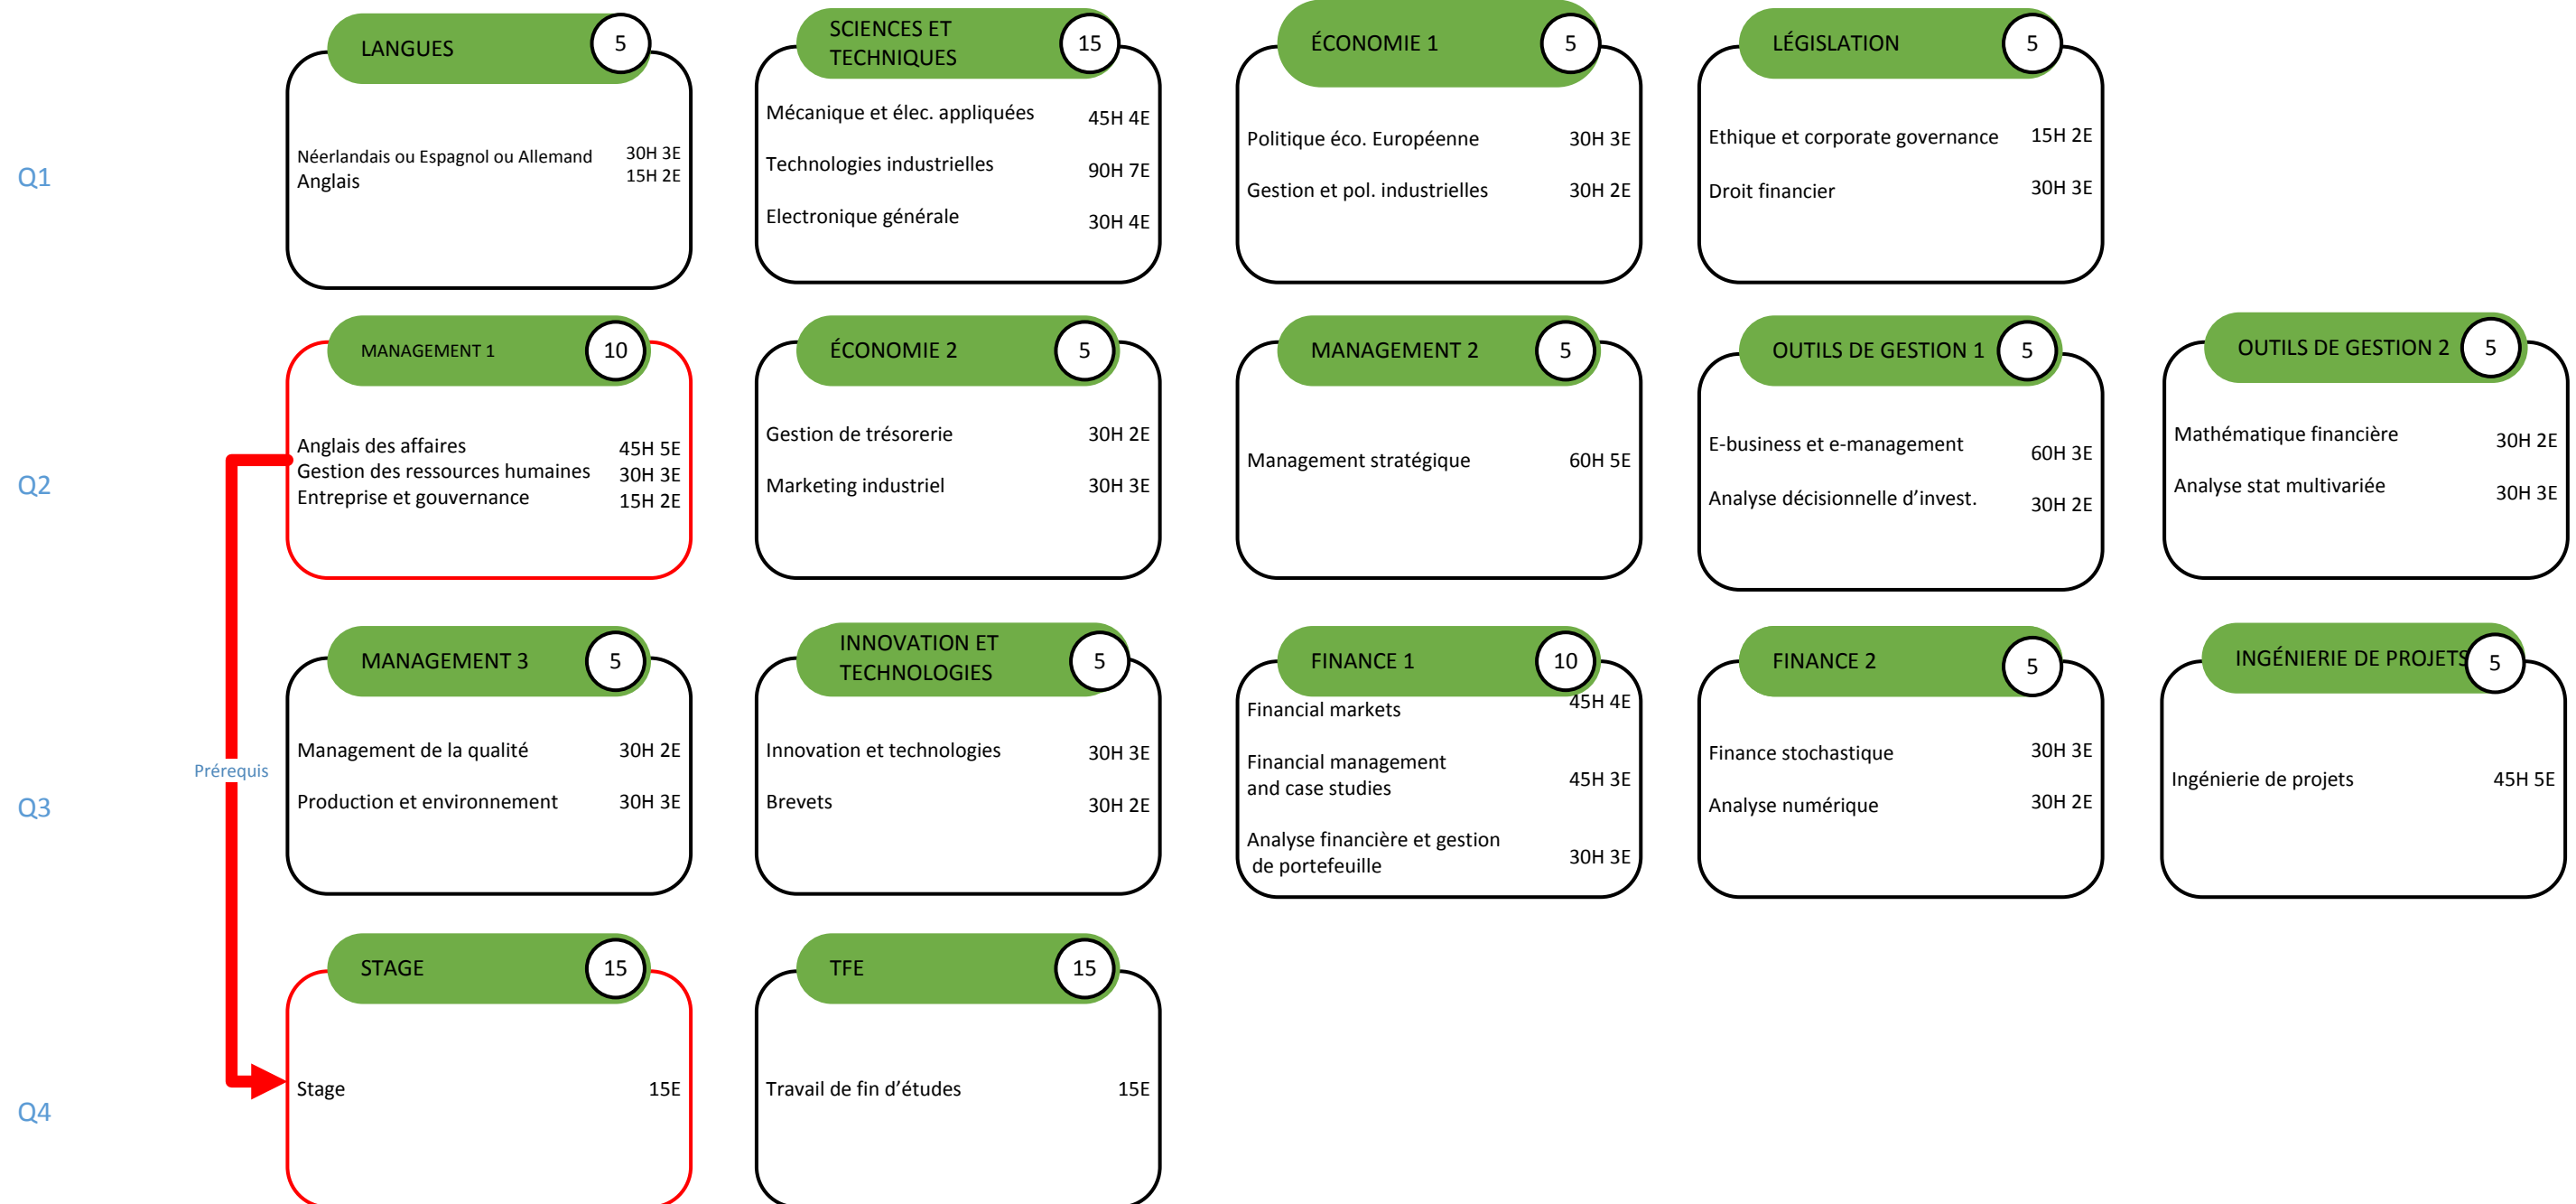 LANGUES 5
Néerlandais ou Espagnol ou Allemand 30H 3E
Anglais 15H 2E
SCIENCES ET
TECHNIQUES 15
Mécanique et élec. appliquées 45H 4E
Technologies industrielles 90H 7E
Electronique générale 30H 4E
ÉCONOMIE 1 5
Politique éco. Européenne 30H 3E
Gestion et pol. industrielles 30H 2E
LÉGISLATION 5
Ethique et corporate governance 15H 2E
Droit financier 30H 3E
Q1
MANAGEMENT 1 10
Anglais des affaires 45H 5E
Gestion des ressources humaines 30H 3E
Entreprise et gouvernance 15H 2E
ÉCONOMIE 2 5
Gestion de trésorerie 30H 2E
Marketing industriel 30H 3E
MANAGEMENT 2 5
Management stratégique 60H 5E
OUTILS DE GESTION 1 5
E-business et e-management 60H 3E
Analyse décisionnelle d’invest. 30H 2E
OUTILS DE GESTION 2 5
Mathématique financière 30H 2E
Analyse stat multivariée 30H 3E
Q2
MANAGEMENT 3 5
Management de la qualité 30H 2E
Production et environnement 30H 3E
INNOVATION ET
TECHNOLOGIES 5
Innovation et technologies 30H 3E
Brevets 30H 2E
FINANCE 1 10
Financial markets 45H 4E
Financial management
and case studies 45H 3E
Analyse financière et gestion
de portefeuille 30H 3E
FINANCE 2 5
Finance stochastique 30H 3E
Analyse numérique 30H 2E
INGÉNIERIE DE PROJETS 5
Ingénierie de projets 45H 5E
Prérequis
Q3
STAGE 15
Stage 15E
TFE 15
Travail de fin d’études 15E
Q4